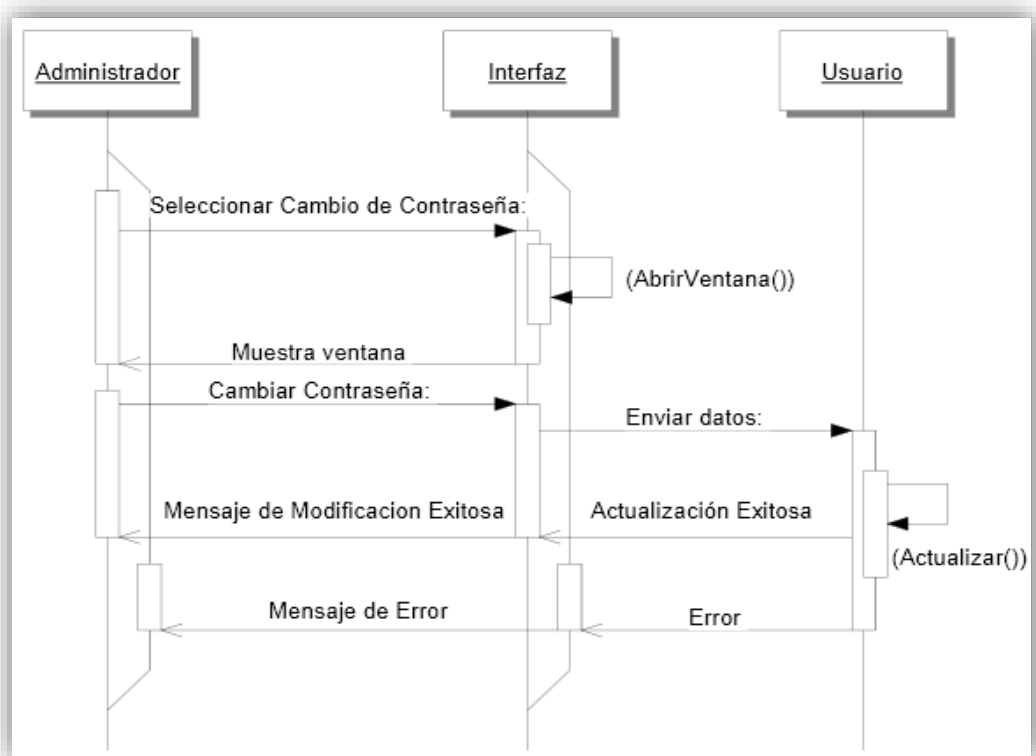 Administrador
Interfaz
Usuario
Seleccionar Cambio de Contraseña:
(AbrirVentana())
Muestra ventana
Cambiar Contraseña:
Enviar datos:
Mensaje de Modificacion Exitosa
Actualización Exitosa
(Actualizar())
Mensaje de Error
Error